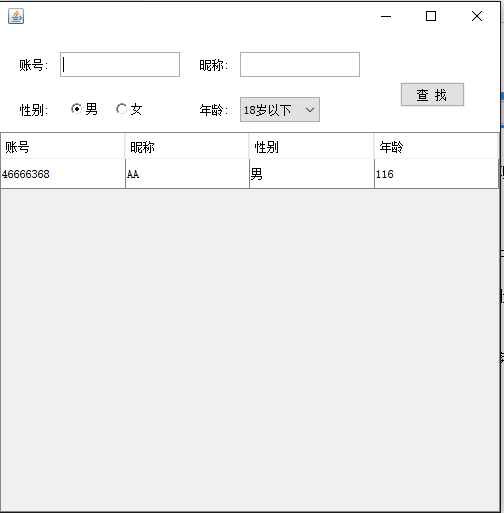 账号: 昵称:
查 找
性别: 男 女 年龄: 18岁以下
账号 昵称 性别 年龄
46666368 AA 男 116